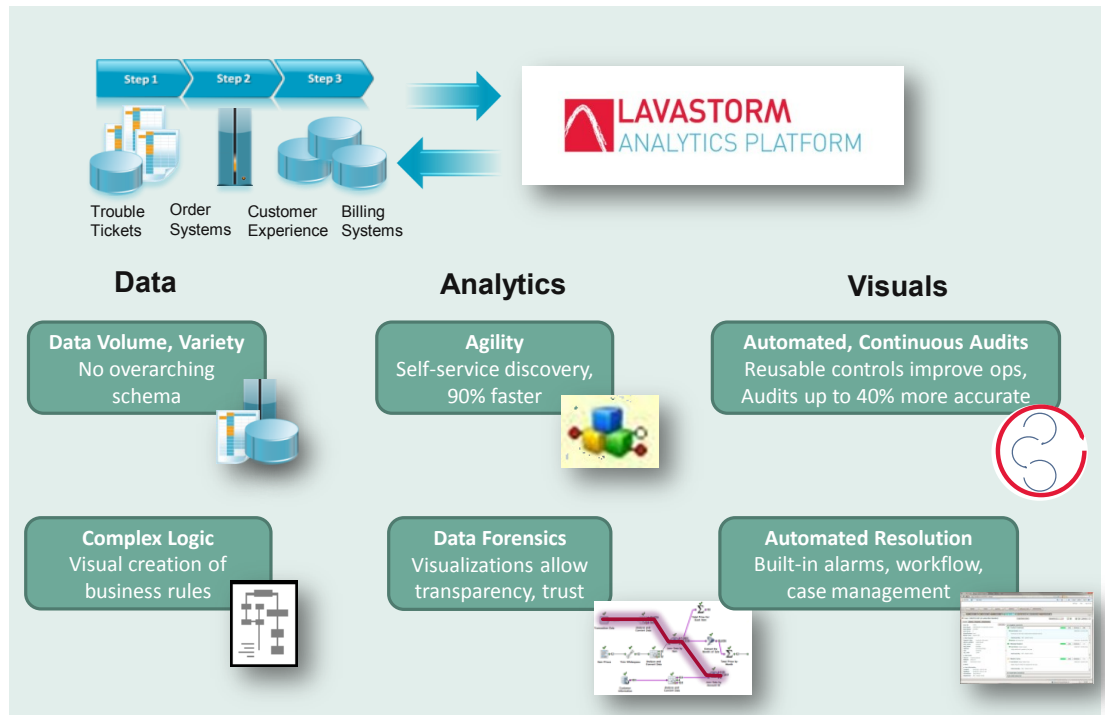 Step 1
Step 2
Step 3
LAVASTORM
ANALYTICS PLATFORM
Trouble
Tickets
Order
Systems
Customer
Experience
Billing
Systems
Data
Analytics
Visuals
Data Volume, Variety
No overarching
schema
Agility
Self-service discovery,
90% faster
Automated, Continuous Audits
Reusable controls improve ops,
Audits up to 40% more accurate
Complex Logic
Visual creation of
business rules
Data Forensics
Visualizations allow
transparency, trust
Automated Resolution
Built-in alarms, workflow,
case management